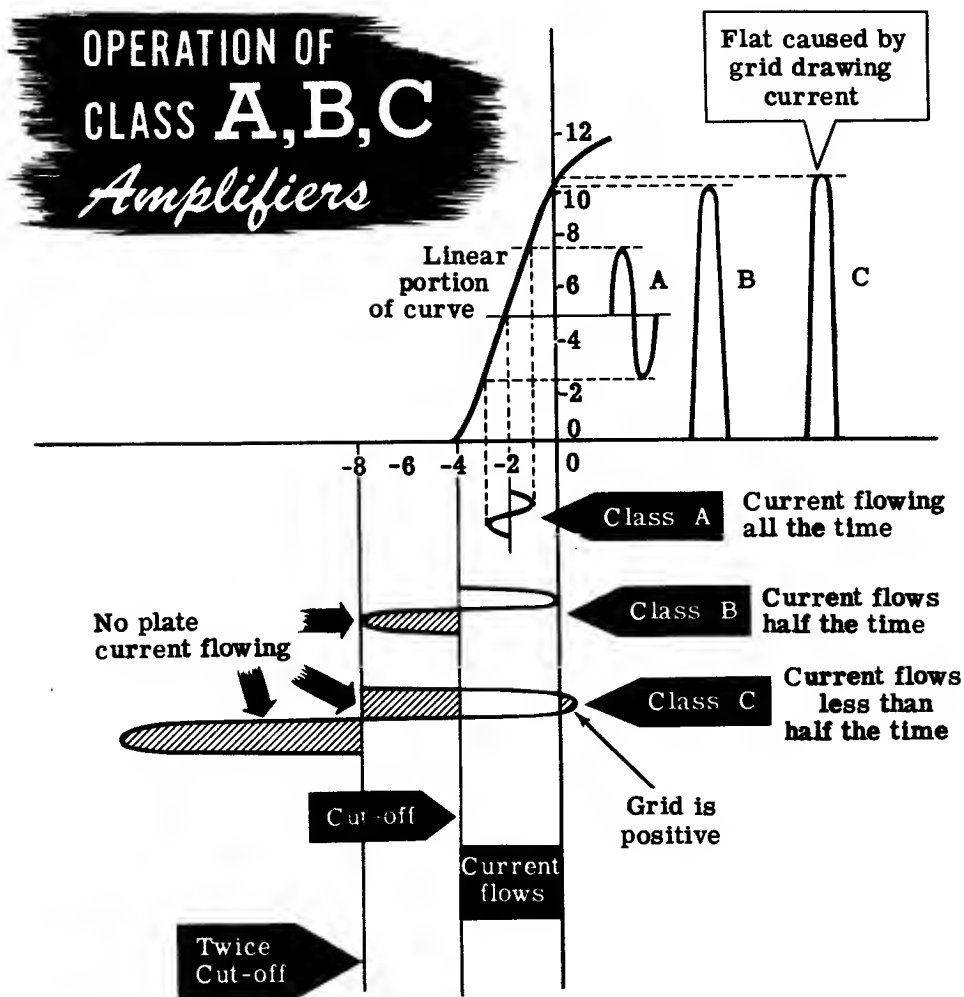 OPERATION OF
CLASS A,B,C
Amplifiers
Flat caused by
grid drawing
current
-12
10
-8
6
-4
-2
0
Linear
portion
of curve
A
B
C
-8
-6
-4
-2
0
Class A
Current flowing
all the time
Class B
Current flows
half the time
No plate
current flowing
Class C
Current flows
less than
half the time
Cut-off
Grid is
positive
Current
flows
Twice
Cut-off